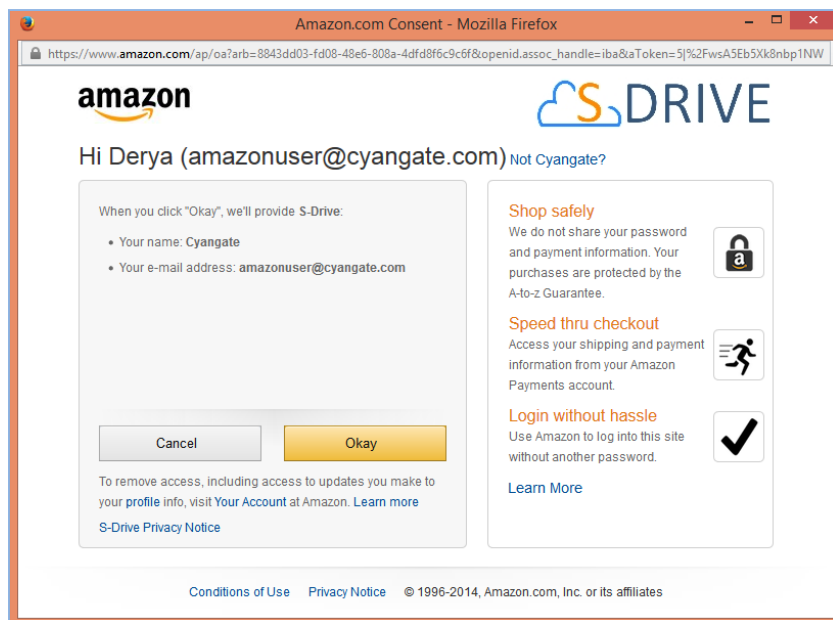 Amazon.com Consent - Mozilla Firefox
https://www.amazon.com/ap/oa?arb=8843dd03-fd08-48e6-808a-4dfd8f6c9c6f&openid.assoc_handle=iba&aToken=5|%2FwsA5Eb5Xk8nbp1NW
amazon
S DRIVE
Hi Derya (amazonuser@cyangate.com) Not Cyangate?
When you click "Okay", we'll provide S-Drive:
• Your name: Cyangate
• Your e-mail address: amazonuser@cyangate.com
Cancel
Okay
To remove access, including access to updates you make to
your profile info, visit Your Account at Amazon. Learn more
S-Drive Privacy Notice
Shop safely
We do not share your password
and payment information. Your
purchases are protected by the
A-to-z Guarantee.
a
Speed thru checkout
Access your shipping and payment
information from your Amazon
Payments account.
Login without hassle
Use Amazon to log into this site
without another password.
Learn More
Conditions of Use Privacy Notice © 1996-2014, Amazon.com, Inc. or its affiliates